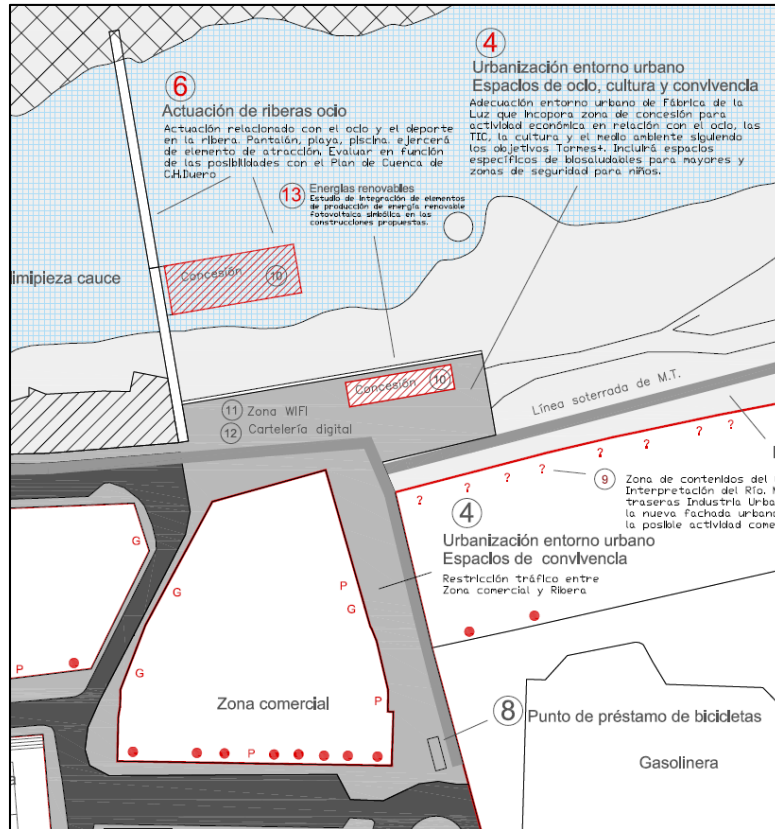 4
Urbanización entorno urbano
Espacios de ocio, cultura y convivencia
Adecuación entorno urbano de Fábrica de la
Luz que incopora zona de concesión para
actividad económica en relación con el ocio, las
TIC, la cultura y el medio ambiente siguiendo
los objetivos Tormes+. Incluirá espacios
específicos de biosaludables para mayores y
zonas de seguridad para niños.
6
Actuación de riberas ocio
Actuación relacionado con el ocio y el deporte
en la ribera. Pantalán, playa, piscina. ejercerá
de elemento de atracción. Evaluar en función
de las posibilidades con el Plan de Cuenca de
C.H.Duero
13 Energías renovables
Estudio de integración de elementos
de producción de energía renovable
fotovoltaica simbólica en las
construcciones propuestas.
limipieza cauce
Concesión 10
Concesión 10
11 Zona WIFI
12 Cartelería digital
Línea soterrada de M.T.
? ? ? ? ? ? ?
9 Zona de contenidos del
Interpretación del Río.
traseras Industria Urba
la nueva fachada urbano
la posible actividad come
4
Urbanización entorno urbano
Espacios de convivencia
Restricción tráfico entre
Zona comercial y Ribera
G
P
G
G
G
P
P
Zona comercial
P
8 Punto de préstamo de bicicletas
Gasolinera